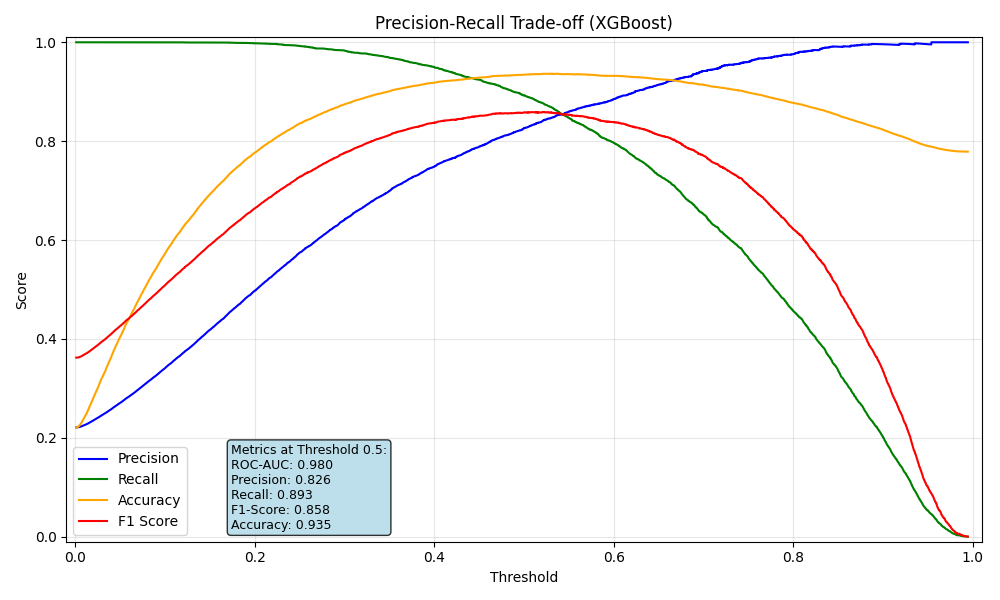 Precision-Recall Trade-off (XGBoost)
Score
1.0
0.8
0.6
0.4
0.2
0.0
Precision
Recall
Accuracy
F1 Score
Metrics at Threshold 0.5:
ROC-AUC: 0.980
Precision: 0.826
Recall: 0.893
F1-Score: 0.858
Accuracy: 0.935
0.0 0.2 0.4 0.6 0.8 1.0
Threshold